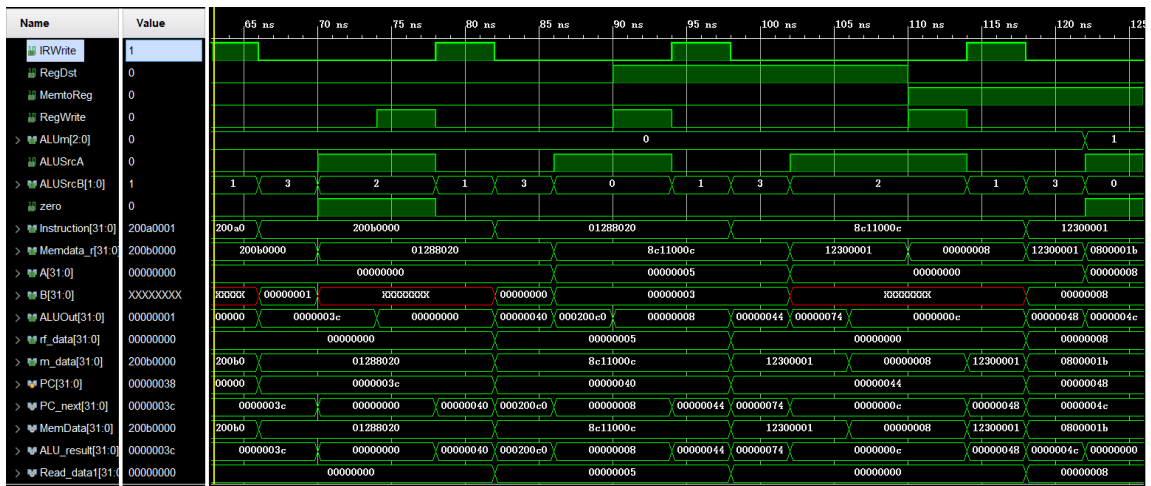 Name Value 65 ns 70 ns 75 ns 80 ns 85 ns 90 ns 95 ns 100 ns 105 ns 110 ns 115 ns 120 ns 125
IRWrite 1
RegDst 0
MemtoReg 0
RegWrite 0
ALUm[2:0] 0 0 1
ALUSrcA 0
ALUSrcB[1:0] 1 1 3 2 1 3 0 1 3 2 1 3 0
zero 0
Instruction[31:0] 200a0001 200a0 200b0000 01288020 8c11000c 12300001
Memdata_r[31:0] 200b0000 200b0000 01288020 8c11000c 12300001 00000008 12300001 0800001b
A[31:0] 00000000 00000000 00000005 00000000 00000008
B[31:0] XXXXXXXX XXXXX 00000001 XXXXXXXX 00000000 00000003 XXXXXXXX 00000008
ALUOut[31:0] 00000001 00000 0000003c 00000000 00000040 000200c0 00000008 00000044 00000074 0000000c 00000048 0000004c
rf_data[31:0] 00000000 00000000 00000005 00000000 00000008
m_data[31:0] 200b0000 200b0 01288020 8c11000c 12300001 00000008 12300001 0800001b
PC[31:0] 00000038 00000 0000003c 00000040 00000044 00000048
PC_next[31:0] 0000003c 0000003c 00000000 00000040 000200c0 00000008 00000044 00000074 0000000c 00000048 0000004c
MemData[31:0] 200b0000 200b0 01288020 8c11000c 12300001 00000008 12300001 0800001b
ALU_result[31:0] 0000003c 0000003c 00000000 00000040 000200c0 00000008 00000044 00000074 0000000c 00000048 0000004c 00000000
Read_data1[31:0 00000000 00000000 00000005 00000000 00000008